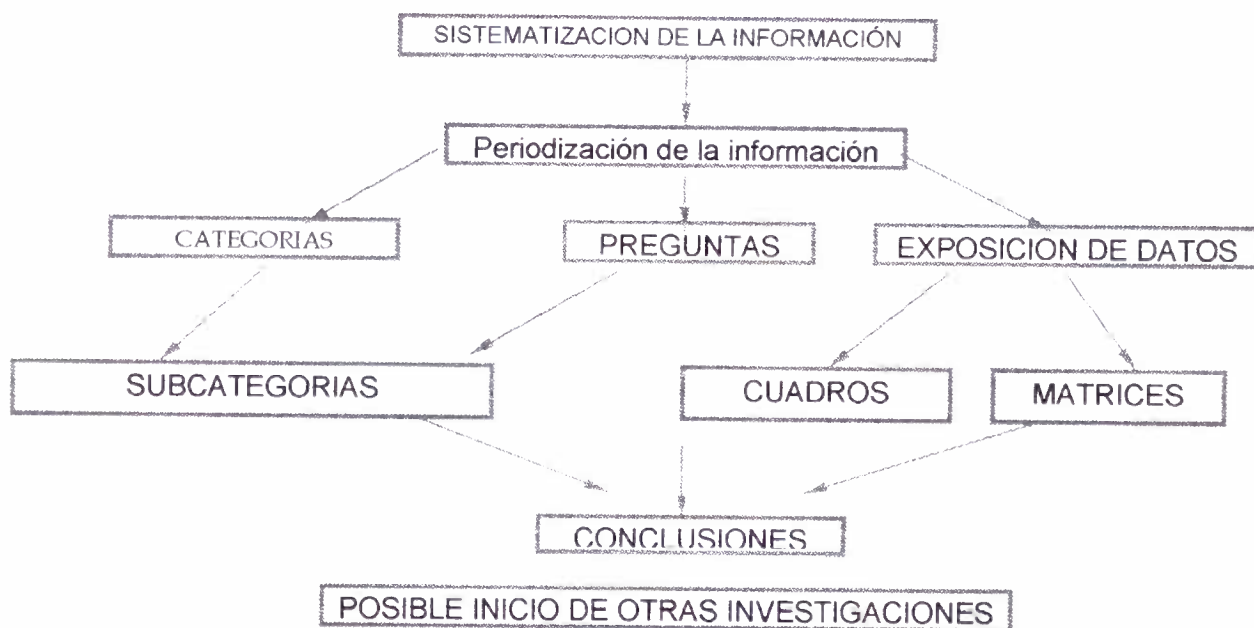 SISTEMATIZACION DE LA INFORMACIÓN
Periodización de la información
CATEGORIAS
PREGUNTAS
EXPOSICION DE DATOS
SUBCATEGORIAS
CUADROS
MATRICES
CONCLUSIONES
POSIBLE INICIO DE OTRAS INVESTIGACIONES